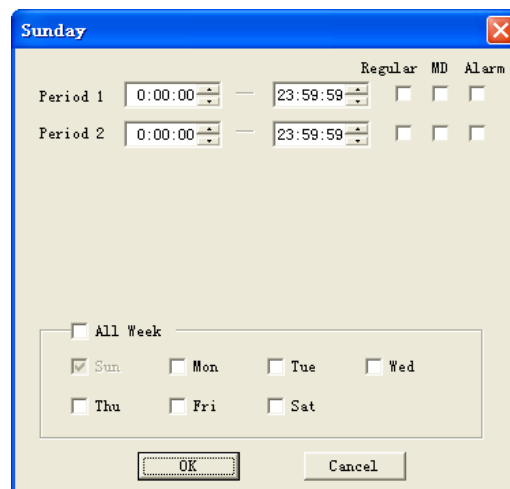 Sunday
Regular MD Alarm
Period 1 0:00:00 — 23:59:59
Period 2 0:00:00 — 23:59:59
All Week
Sun Mon Tue Wed
Thu Fri Sat
OK Cancel